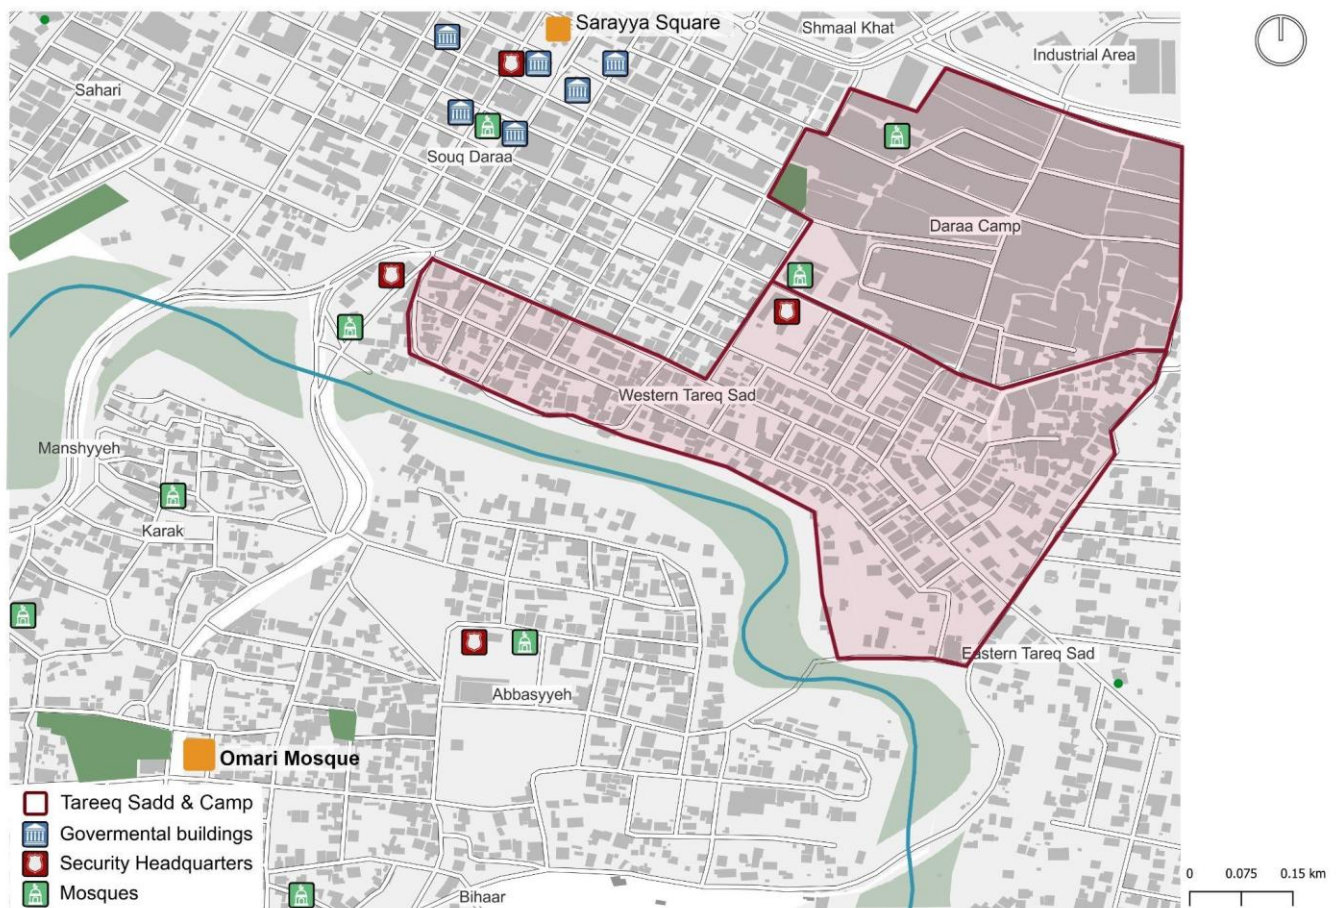 Sarayya Square
Shmaal Khat
Industrial Area
Sahari
Souq Daraa
Daraa Camp
Western Tareq Sad
Manshyyeh
Karak
Eastern Tareq Sad
Abbasyyeh
Omari Mosque
Tareeq Sadd & Camp
Govermental buildings
Security Headquarters
Mosques
Bihaar
0 0.075 0.15 km